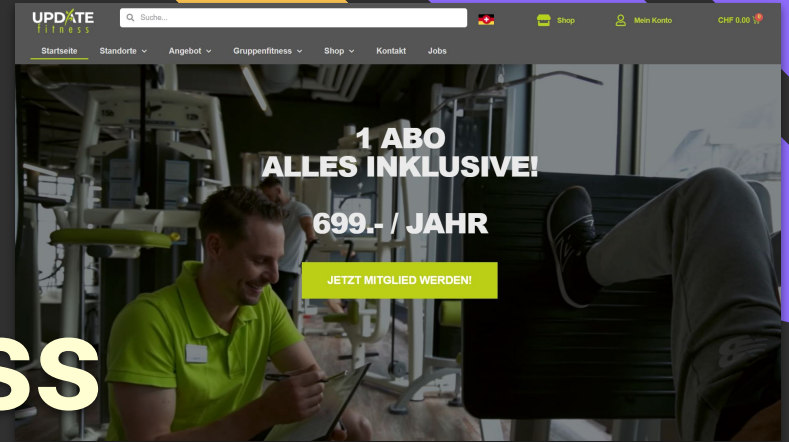 UPDATE
fitness
Suche...
Shop
Mein Konto
CHF 0.00
Startseite
Standorte
Angebot
Gruppenfitness
Shop
Kontakt
Jobs
1 ABO
ALLES INKLUSIVE!
699.- / JAHR
JETZT MITGLIED WERDEN!
ss